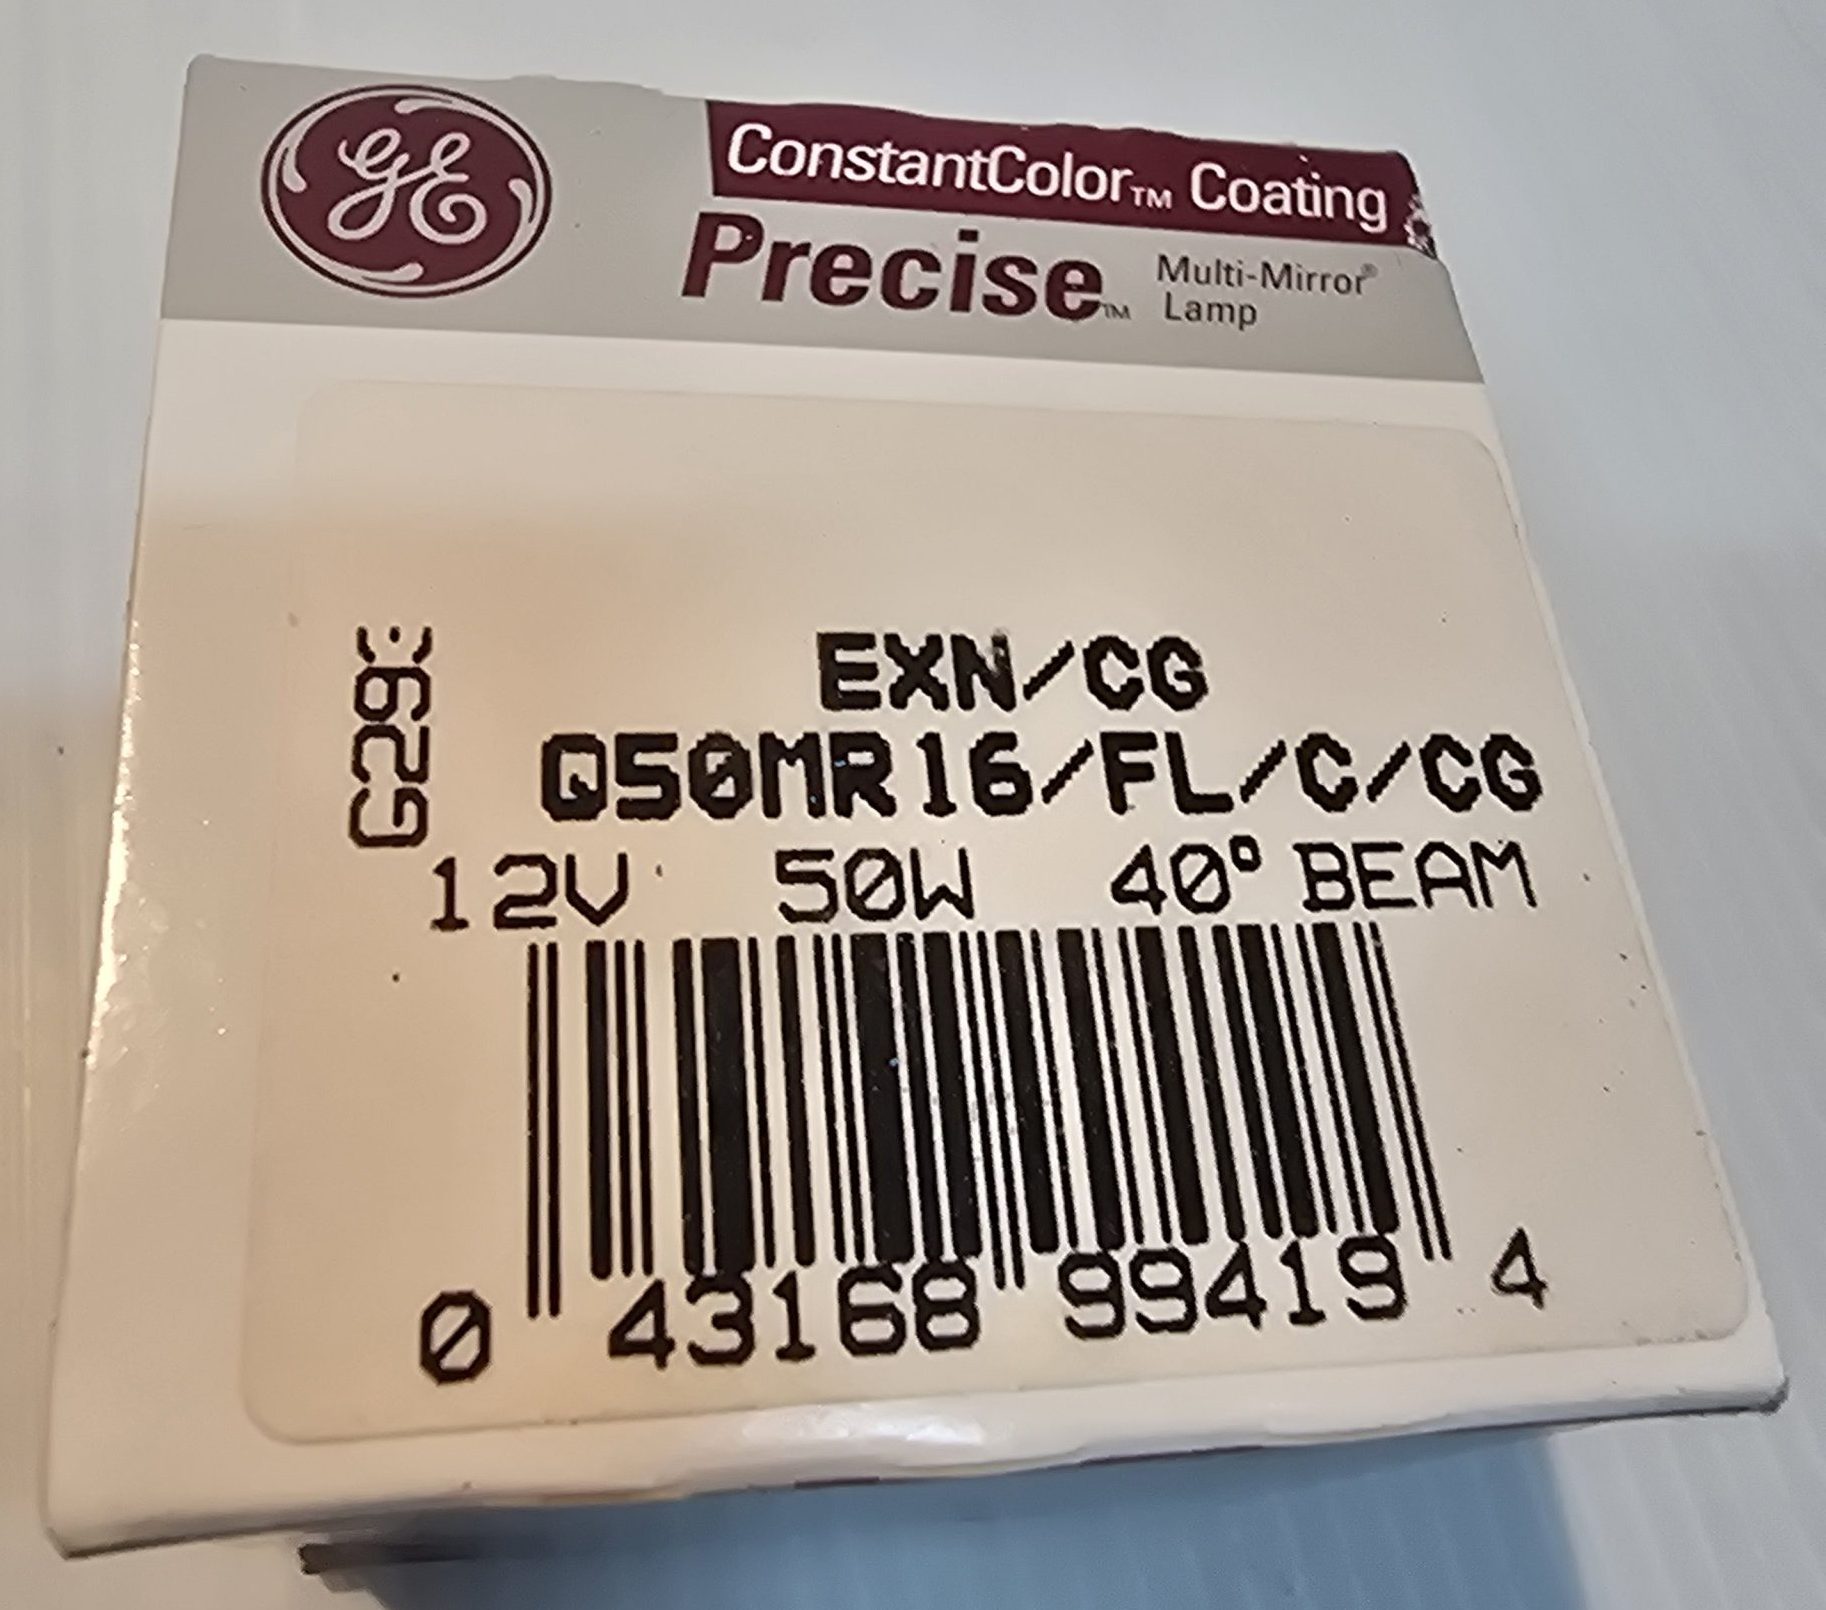 GE
ConstantColor™ Coating
Precise™
Multi-Mirror®
Lamp
EXN/CG
Q50MR16/FL/C/CG
12V 50W 40° BEAM
0 43168 99419 4